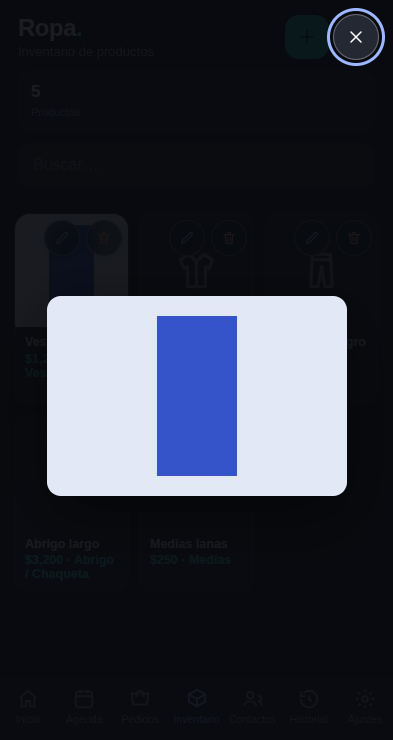 Ropa.
Inventario de productos
5
Productos
Buscar...
Abrigo largo
$3,200 · Abrigo
/ Chaqueta
Medias lanas
$250 · Medias
Inicio
Agenda
Pedidos
Inventario
Contactos
Historial
Ajustes